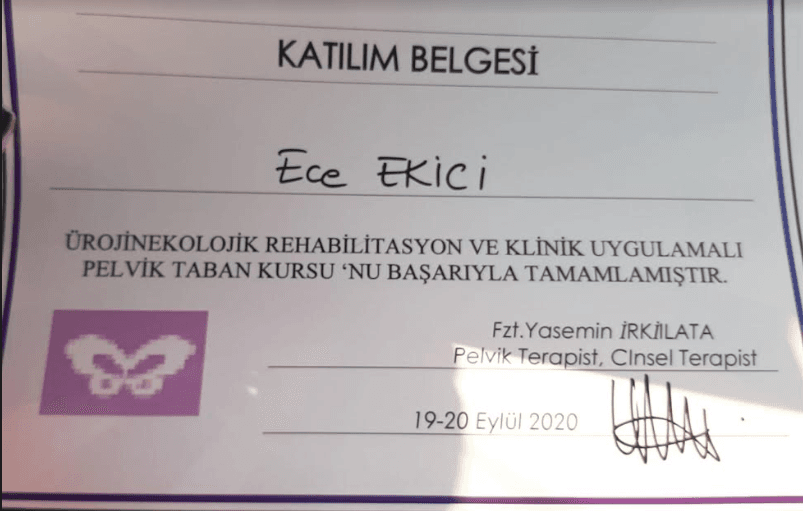 KATILIM BELGESİ
Ece EKİCİ
ÜROJİNEKOLOJİK REHABİLİTASYON VE KLİNİK UYGULAMALI
PELVİK TABAN KURSU ‘NU BAŞARIYLA TAMAMLAMIŞTIR.
Fzt.Yasemin İRKİlLATA
Pelvik Terapist, CInsel Terapist
19-20 Eylül 2020